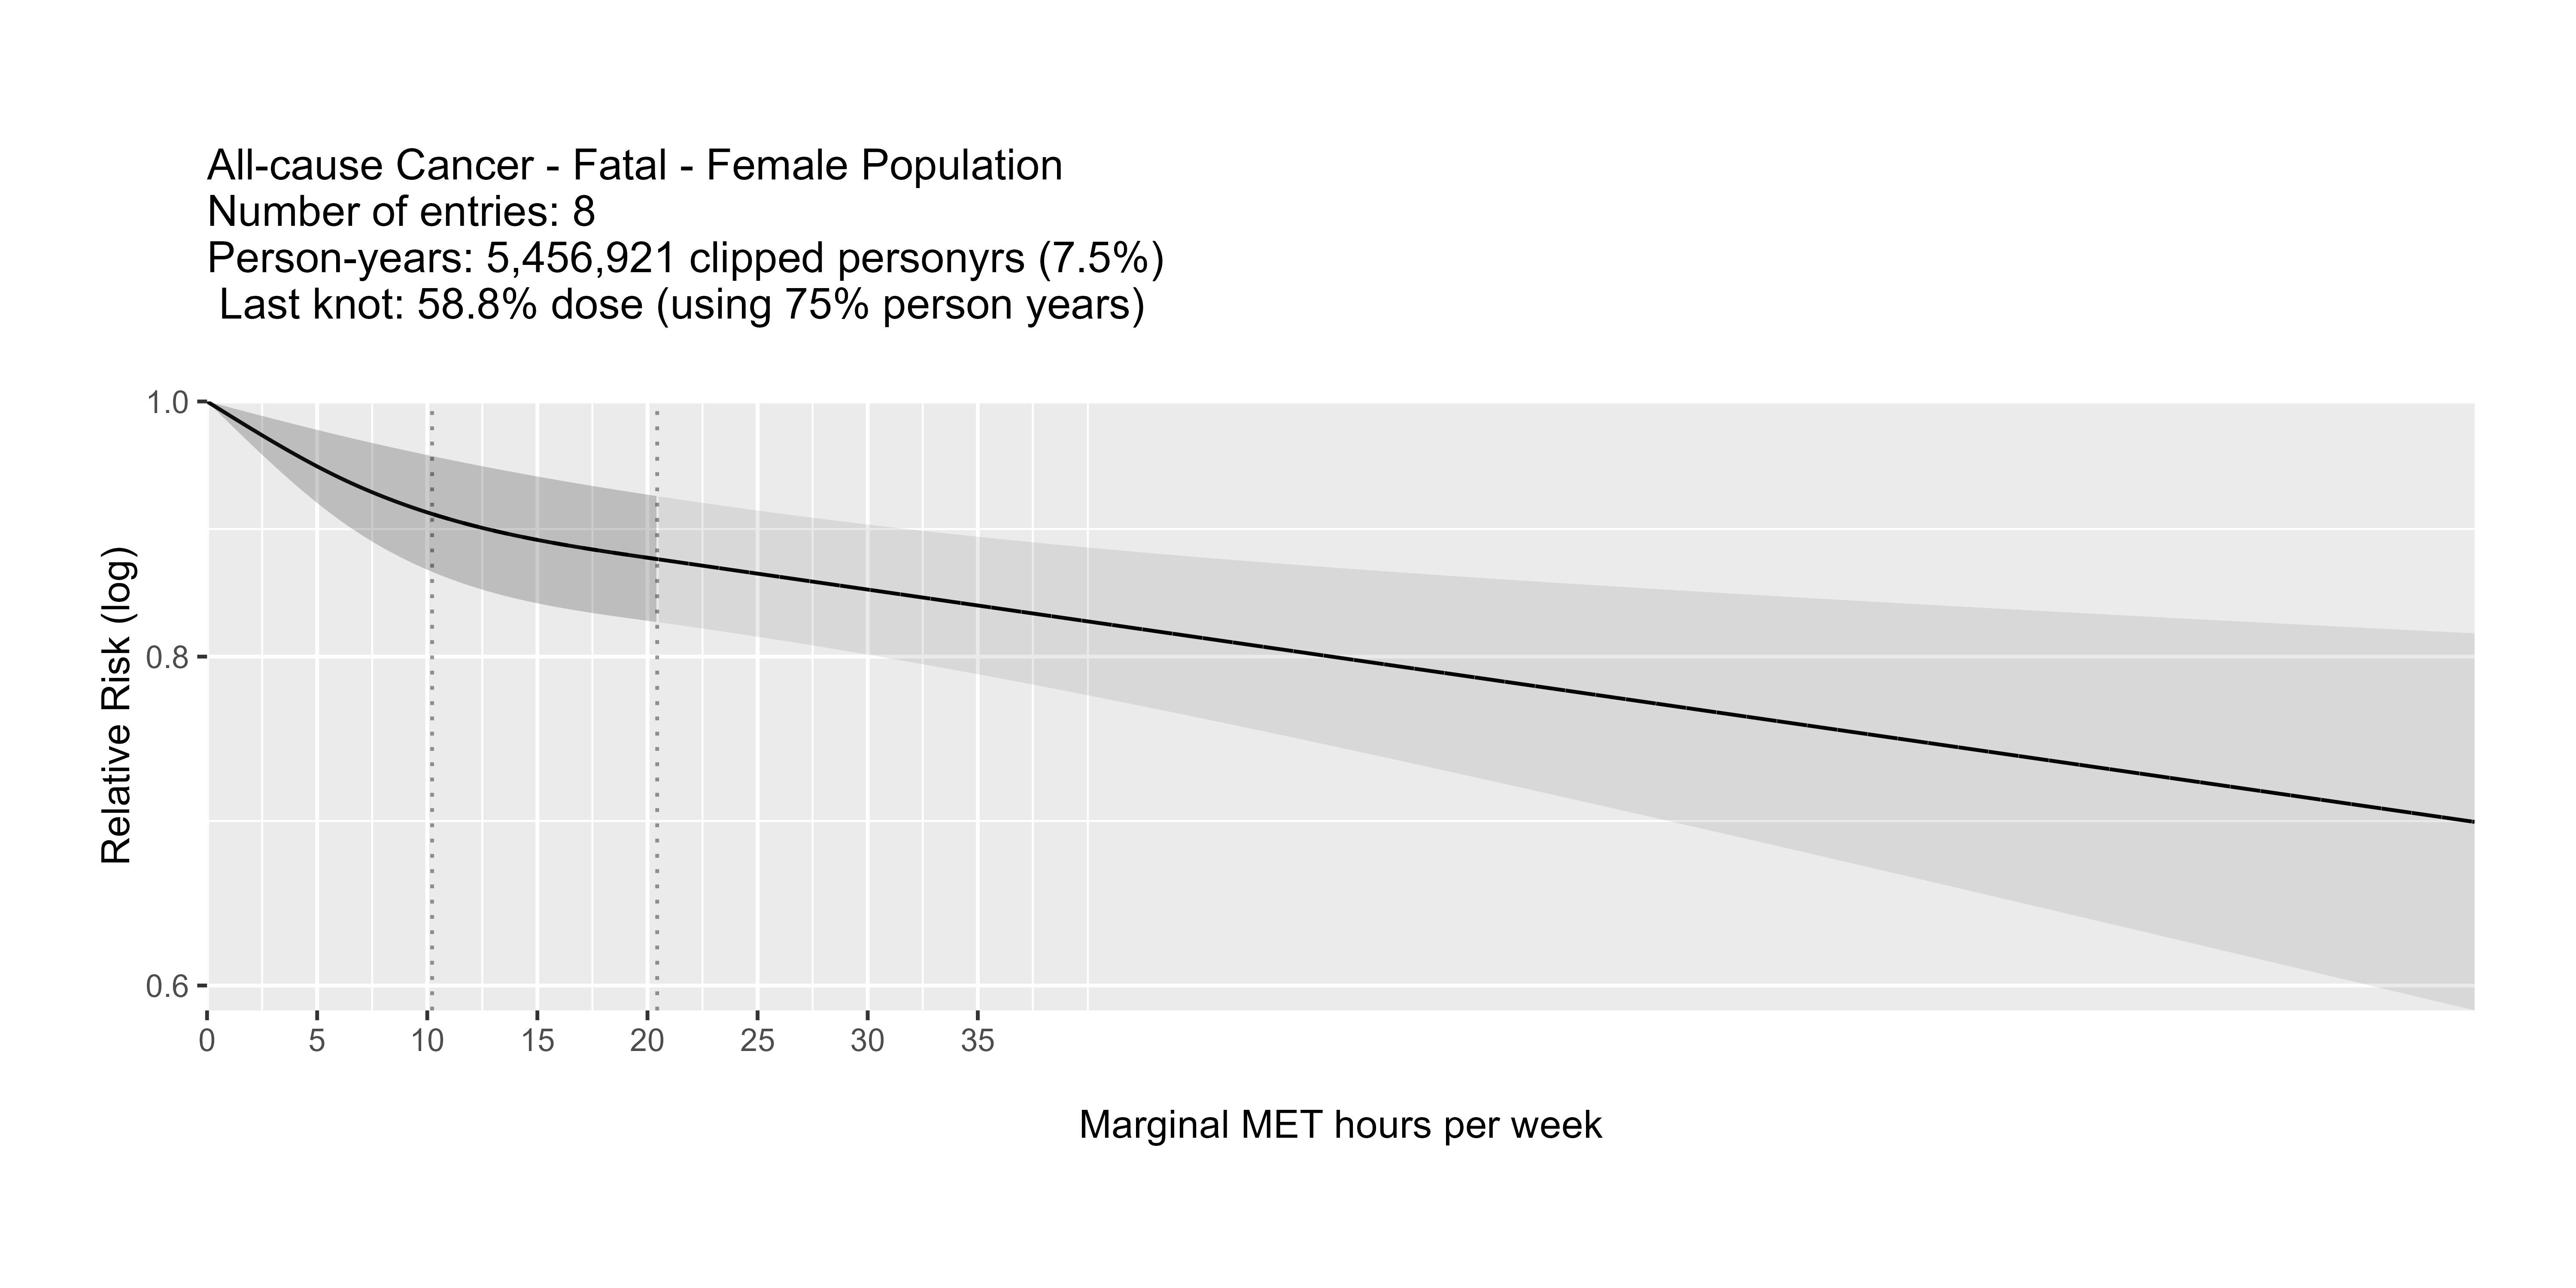 All-cause Cancer - Fatal - Female Population
Number of entries: 8
Person-years: 5,456,921 clipped personyrs (7.5%)
Last knot: 58.8% dose (using 75% person years)
1.0
0.8
0.6
Relative Risk (log)
0 5 10 15 20 25 30 35
Marginal MET hours per week